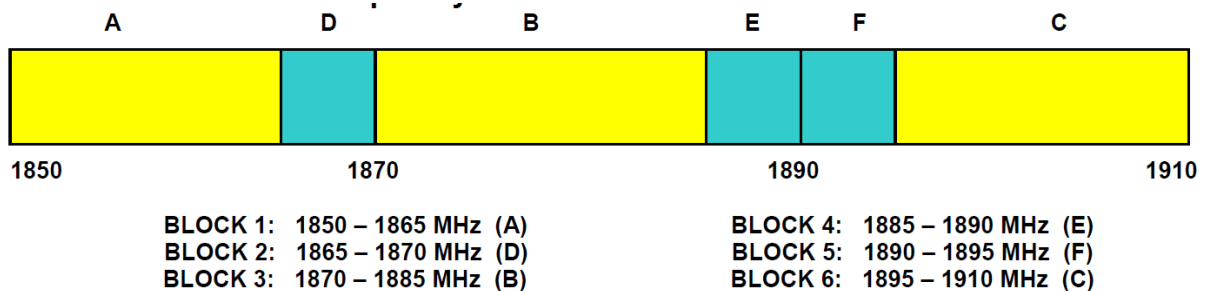 A D B E F C
1850 1870 1890 1910
BLOCK 1: 1850 – 1865 MHz (A)
BLOCK 2: 1865 – 1870 MHz (D)
BLOCK 3: 1870 – 1885 MHz (B)
BLOCK 4: 1885 – 1890 MHz (E)
BLOCK 5: 1890 – 1895 MHz (F)
BLOCK 6: 1895 – 1910 MHz (C)